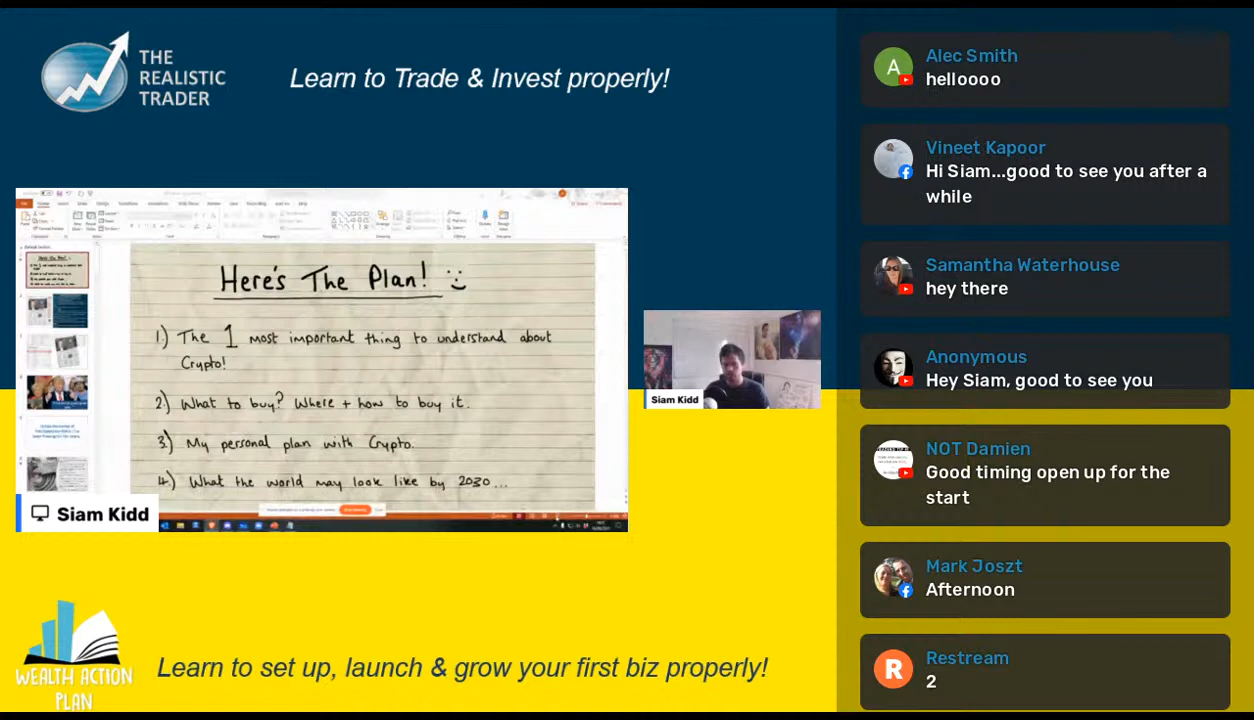 THE
REALISTIC
TRADER
Learn to Trade & Invest properly!
Here's The Plan!
1.) The 1 most important thing to understand about
Crypto!
2.) What to buy? Where + how to buy it.
3.) My personal plan with Crypto.
4.) What the world may look like by 2030...
Siam Kidd
Siam Kidd
WEALTH ACTION
PLAN
Learn to set up, launch & grow your first biz properly!
A
Alec Smith
helloooo
Vineet Kapoor
Hi Siam...good to see you after a
while
Samantha Waterhouse
hey there
Anonymous
Hey Siam, good to see you
NOT Damien
Good timing open up for the
start
Mark Joszt
Afternoon
R
Restream
2